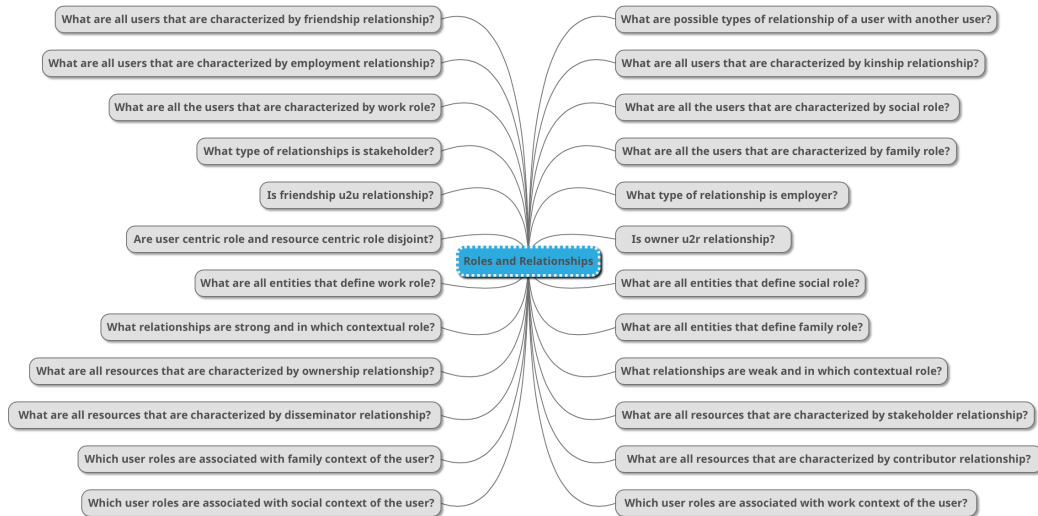 What are all users that are characterized by friendship relationship?
What are all users that are characterized by employment relationship?
What are all the users that are characterized by work role?
What type of relationships is stakeholder?
Is friendship u2u relationship?
Are user centric role and resource centric role disjoint?
What are all entities that define work role?
What relationships are strong and in which contextual role?
What are all resources that are characterized by ownership relationship?
What are all resources that are characterized by disseminator relationship?
Which user roles are associated with family context of the user?
Which user roles are associated with social context of the user?
Roles and Relationships
What are possible types of relationship of a user with another user?
What are all users that are characterized by kinship relationship?
What are all the users that are characterized by social role?
What are all the users that are characterized by family role?
What type of relationship is employer?
Is owner u2r relationship?
What are all entities that define social role?
What are all entities that define family role?
What relationships are weak and in which contextual role?
What are all resources that are characterized by stakeholder relationship?
What are all resources that are characterized by contributor relationship?
Which user roles are associated with work context of the user?